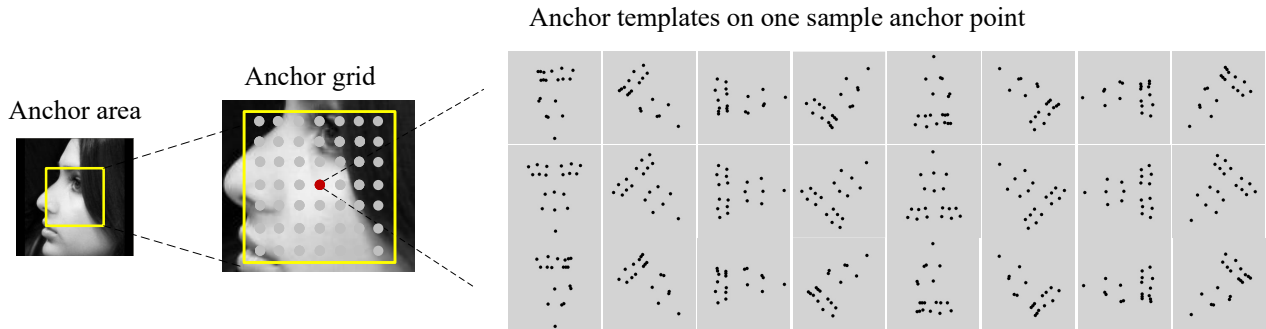 Anchor templates on one sample anchor point
Anchor grid
Anchor area